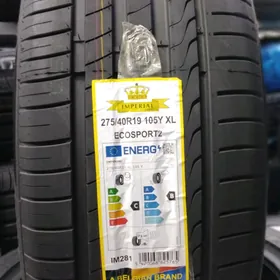 IMPERIAL
275/40R19 105Y XL
ECOSPORT2
ENERG
IM281
A BELGIAN BRAND